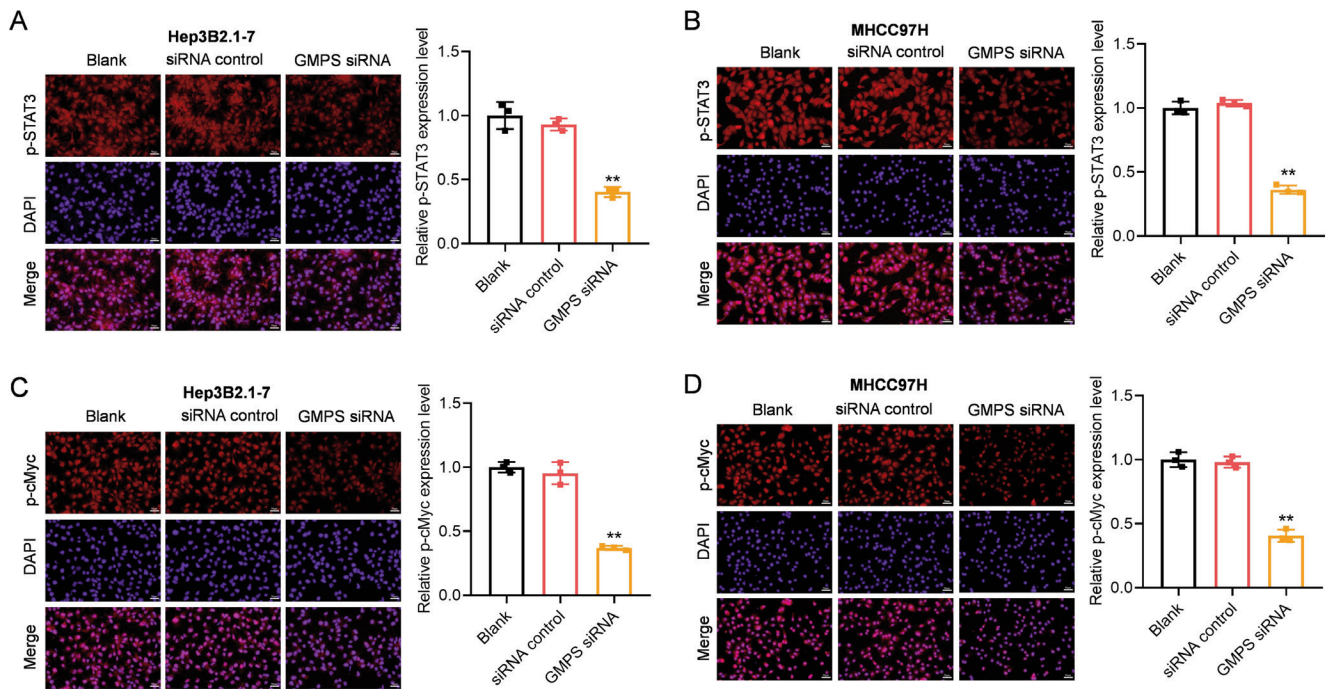 A
Hep3B2.1-7
Blank
siRNA control
GMPS siRNA
p-STAT3
DAPI
Merge
Relative p-STAT3 expression level
1.5
1.0
0.5
0.0
**
Blank
siRNA control
GMPS siRNA
B
MHCC97H
Blank
siRNA control
GMPS siRNA
p-STAT3
DAPI
Merge
Relative p-STAT3 expression level
1.5
1.0
0.5
0.0
**
Blank
siRNA control
GMPS siRNA
C
Hep3B2.1-7
Blank
siRNA control
GMPS siRNA
p-cMyc
DAPI
Merge
Relative p-cMyc expression level
1.5
1.0
0.5
0.0
**
Blank
siRNA control
GMPS siRNA
D
MHCC97H
Blank
siRNA control
GMPS siRNA
p-cMyc
DAPI
Merge
Relative p-cMyc expression level
1.5
1.0
0.5
0.0
**
Blank
siRNA control
GMPS siRNA